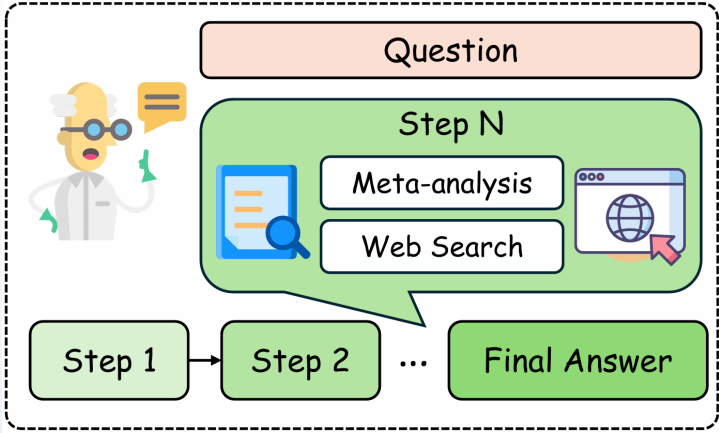 Question
Step N
Meta-analysis
Web Search
Step 1
Step 2
...
Final Answer